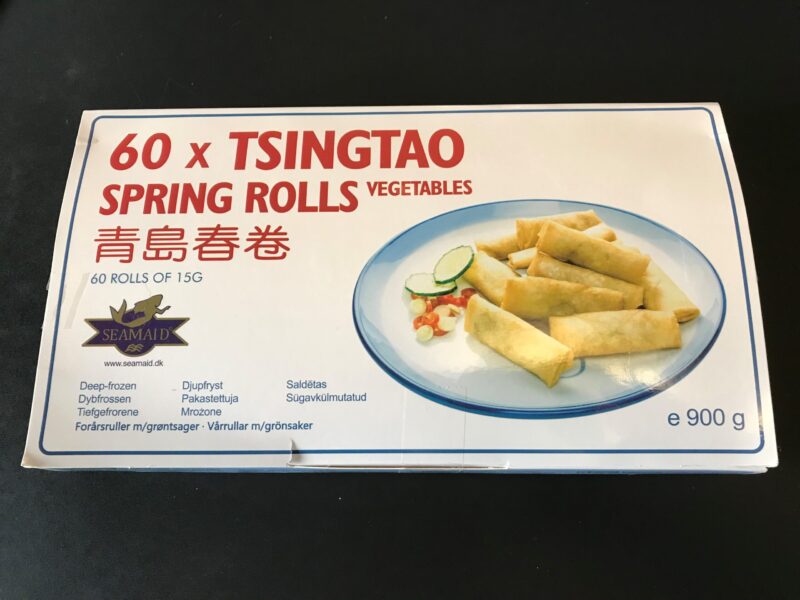 60 x TSINGTAO
SPRING ROLLS VEGETABLES
青島春卷
60 ROLLS OF 15G
SEAMAID
www.seamaid.dk
Deep-frozen Djupfryst Saldētas
Dybfrossen Pakastettuja Sügavkülmutatud
Tiefgefrorene Mrożone
Forårsruller m/grøntsager · Vårrullar m/grönsaker
e 900 g